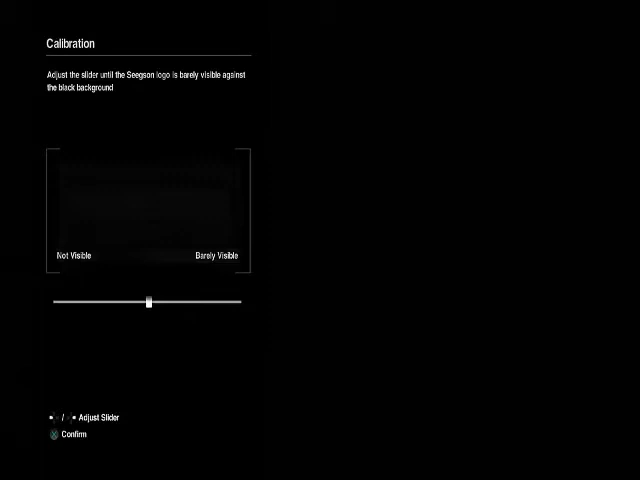 Calibration
Adjust the slider until the Seegson logo is barely visible against
the black background
Not Visible
Barely Visible
/ Adjust Slider
Confirm